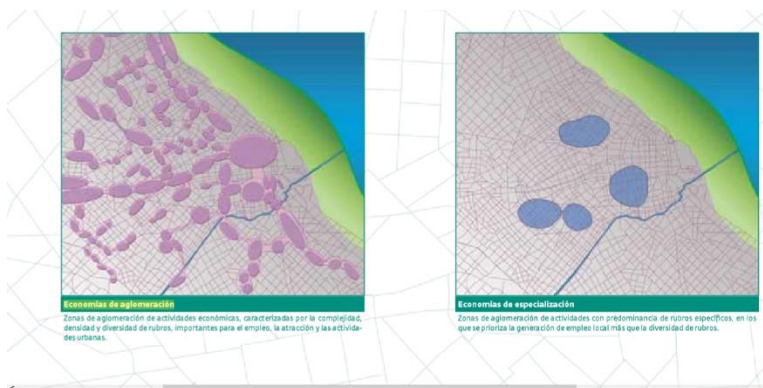 Economías de aglomeración
Zonas de aglomeración de actividades económicas, caracterizadas por la complejidad,
densidad y diversidad de rubros, importantes para el empleo, la atracción y las activida-
des urbanas.
Economías de especialización
Zonas de aglomeración de actividades con predominancia de rubros específicos, en los
que se prioriza la generación de empleo local más que la diversidad de rubros.